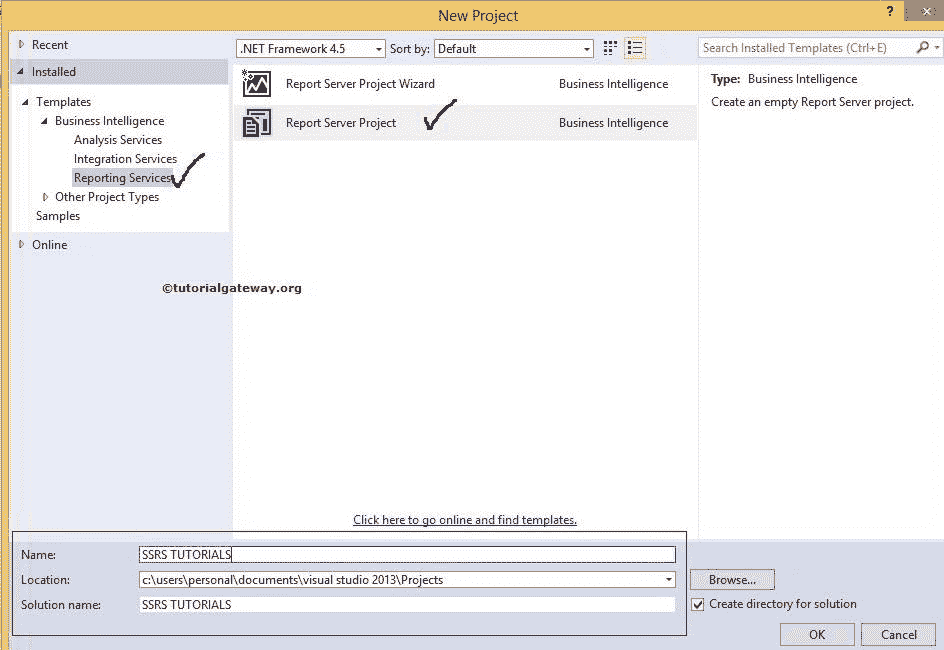 New Project
?
Recent
Installed
Templates
Business Intelligence
Analysis Services
Integration Services
Reporting Services
Other Project Types
Samples
Online
.NET Framework 4.5
Sort by: Default
Search Installed Templates (Ctrl+E)
Report Server Project Wizard Business Intelligence
Report Server Project Business Intelligence
Type: Business Intelligence
Create an empty Report Server project.
©tutorialgateway.org
Click here to go online and find templates.
Name: SSRS TUTORIALS
Location: c:\users\personal\documents\visual studio 2013\Projects
Browse...
Solution name: SSRS TUTORIALS
Create directory for solution
OK Cancel